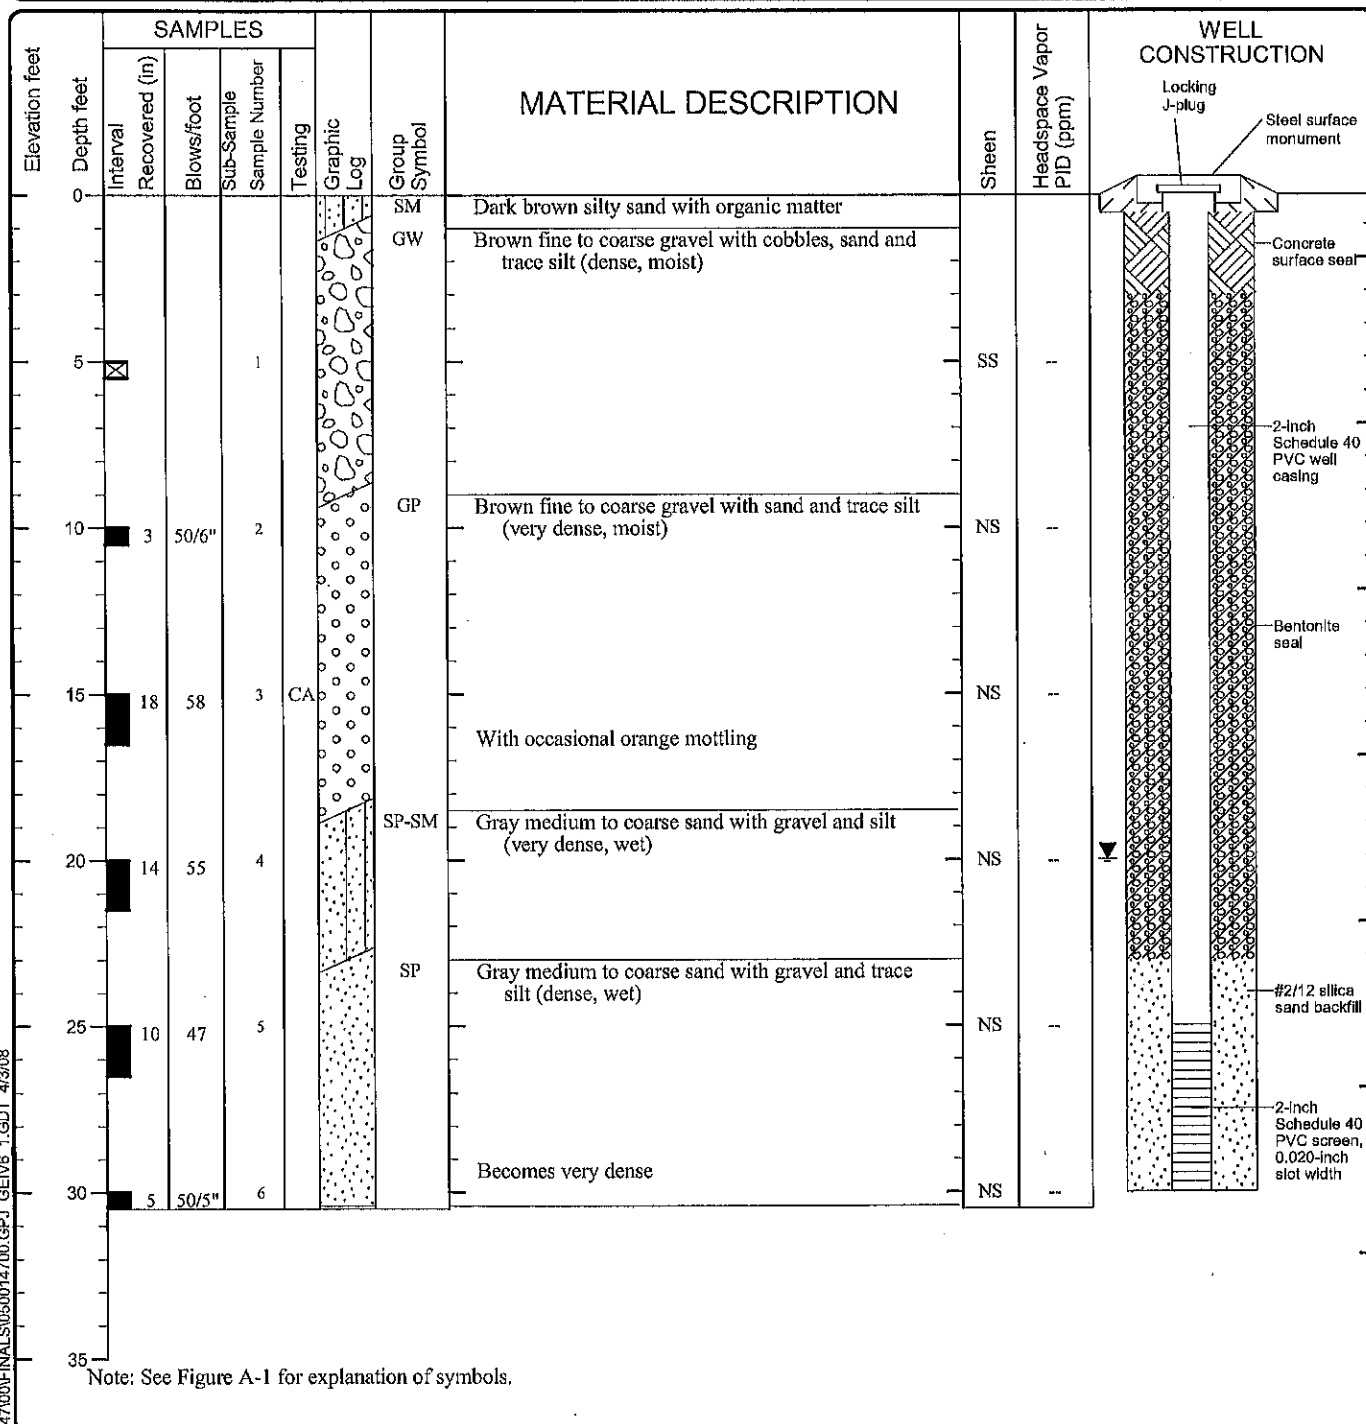 SAMPLES
Elevation feet
Depth feet
Interval
Recovered (in)
Blows/foot
Sub-Sample
Sample Number
Testing
Graphic
Log
Group
Symbol
MATERIAL DESCRIPTION
Sheen
Headspace Vapor
PID (ppm)
WELL
CONSTRUCTION
Locking
J-plug
Steel surface
monument
0
SM
Dark brown silty sand with organic matter
GW
Brown fine to coarse gravel with cobbles, sand and
trace silt (dense, moist)
Concrete
surface seal
5
1
SS
--
2-inch
Schedule 40
PVC well
casing
GP
Brown fine to coarse gravel with sand and trace silt
(very dense, moist)
10
3
50/6"
2
NS
--
Bentonite
seal
15
18
58
3
CA
NS
--
With occasional orange mottling
SP-SM
Gray medium to coarse sand with gravel and silt
(very dense, wet)
20
14
55
4
NS
--
SP
Gray medium to coarse sand with gravel and trace
silt (dense, wet)
#2/12 silica
sand backfill
25
10
47
5
NS
--
2-inch
Schedule 40
PVC screen,
0.020-inch
slot width
Becomes very dense
30
5
50/5"
6
NS
--
35
Note: See Figure A-1 for explanation of symbols.
4/3/08